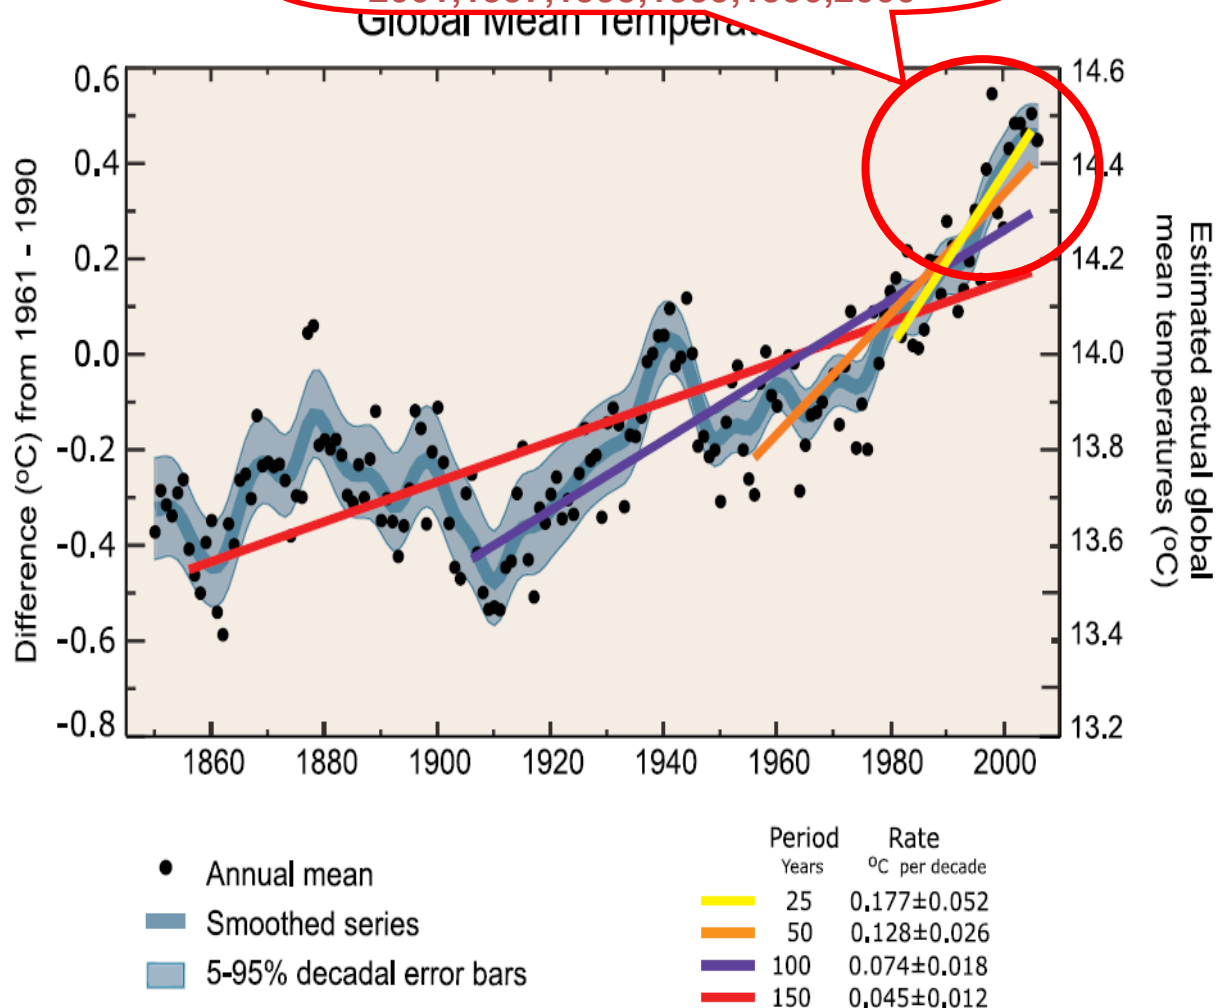 Global Mean Temperat
0.6
0.4
0.2
0.0
-0.2
-0.4
-0.6
-0.8
Difference (ºC) from 1961 - 1990
14.6
14.4
14.2
14.0
13.8
13.6
13.4
13.2
Estimated actual global
mean temperatures (ºC)
1860 1880 1900 1920 1940 1960 1980 2000
Annual mean
Smoothed series
5-95% decadal error bars
Period Rate
Years ºC per decade
25 0.177±0.052
50 0.128±0.026
100 0.074±0.018
150 0.045±0.012